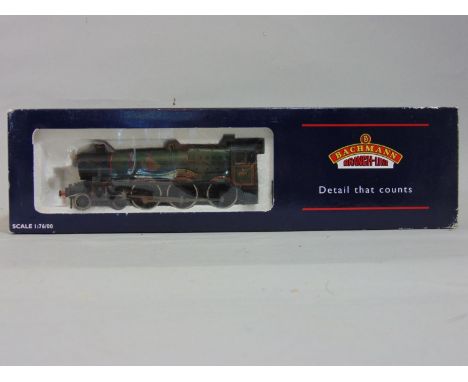 B
BACHMANN
BRANCH-LINE
Detail that counts
SCALE 1:76/00